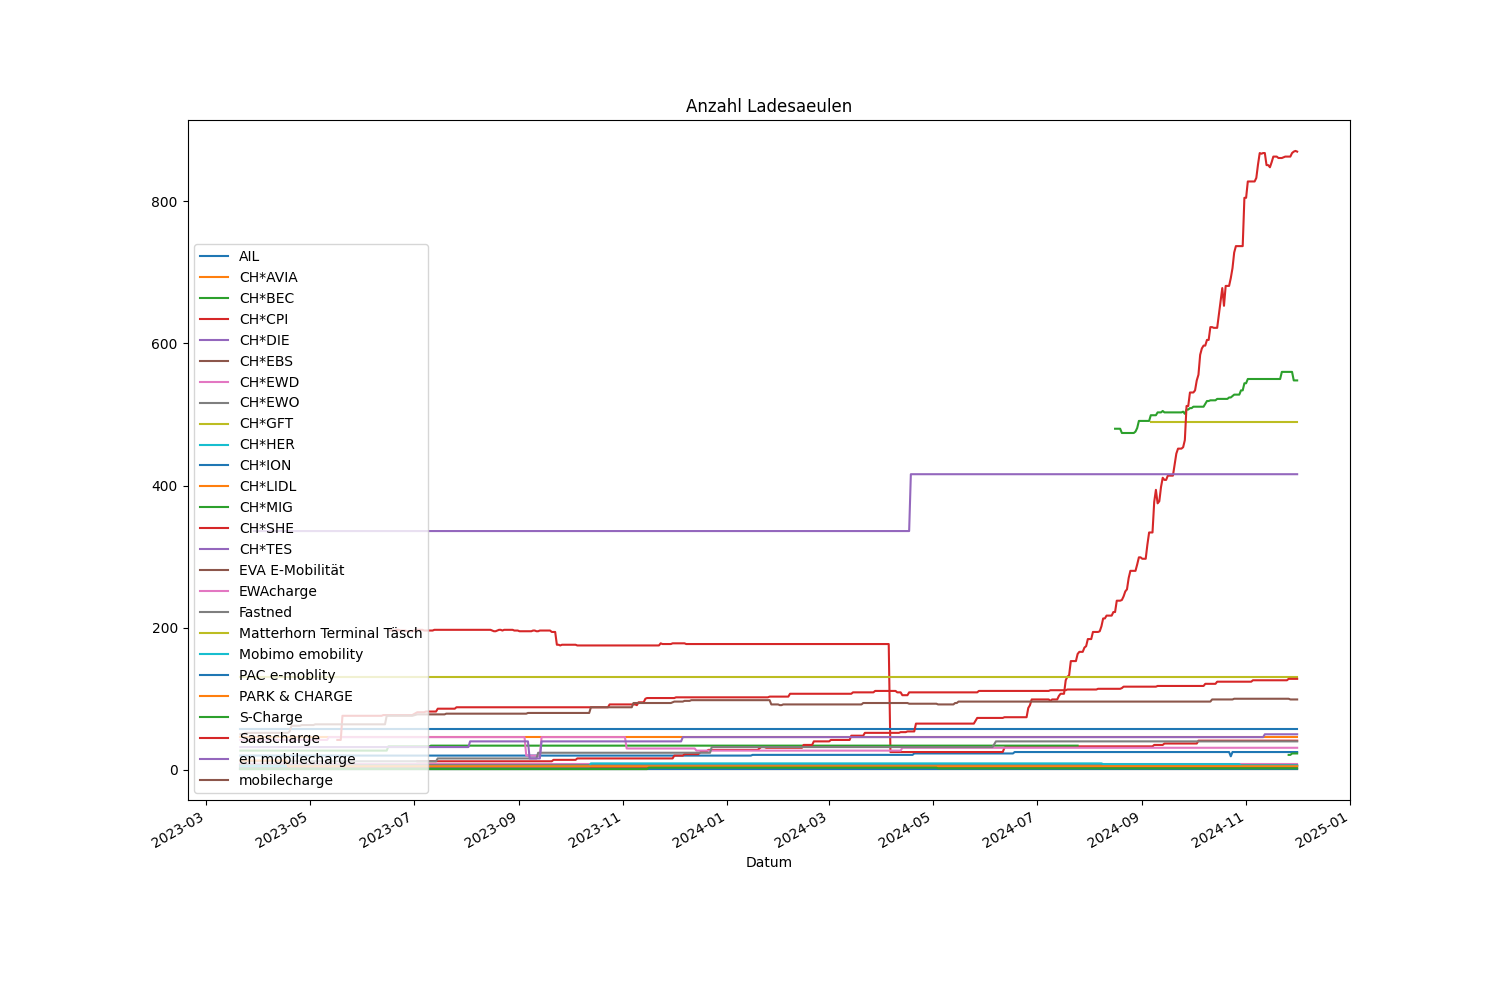 Anzahl Ladesaeulen
800
600
400
200
0
AIL
CH*AVIA
CH*BEC
CH*CPI
CH*DIE
CH*EBS
CH*EWD
CH*EWO
CH*GFT
CH*HER
CH*ION
CH*LIDL
CH*MIG
CH*SHE
CH*TES
EVA E-Mobilität
EWAcharge
Fastned
Matterhorn Terminal Täsch
Mobimo emobility
PAC e-moblity
PARK & CHARGE
S-Charge
Saascharge
en mobilecharge
mobilecharge
2023-03
2023-05
2023-07
2023-09
2023-11
2024-01
2024-03
2024-05
2024-07
2024-09
2024-11
2025-01
Datum